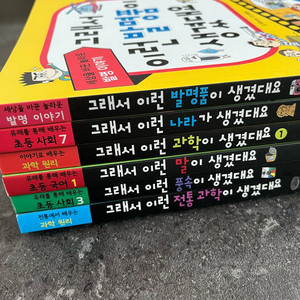 세상을 바꾼 놀라운
발명 이야기
그래서 이런 발명품이 생겼대요
유래를 통해 배우는
초등 사회 7
그래서 이런 나라가 생겼대요
이야기로 배우는
과학 원리
그래서 이런 과학이 생겼대요 1
유래를 통해 배우는
초등 국어 1
그래서 이런 말이 생겼대요
유래를 통해 배우는
초등 사회 3
그래서 이런 풍속이 생겼대요
전통에서 배우는
과학 원리
그래서 이런 전통 과학이 생겼대요